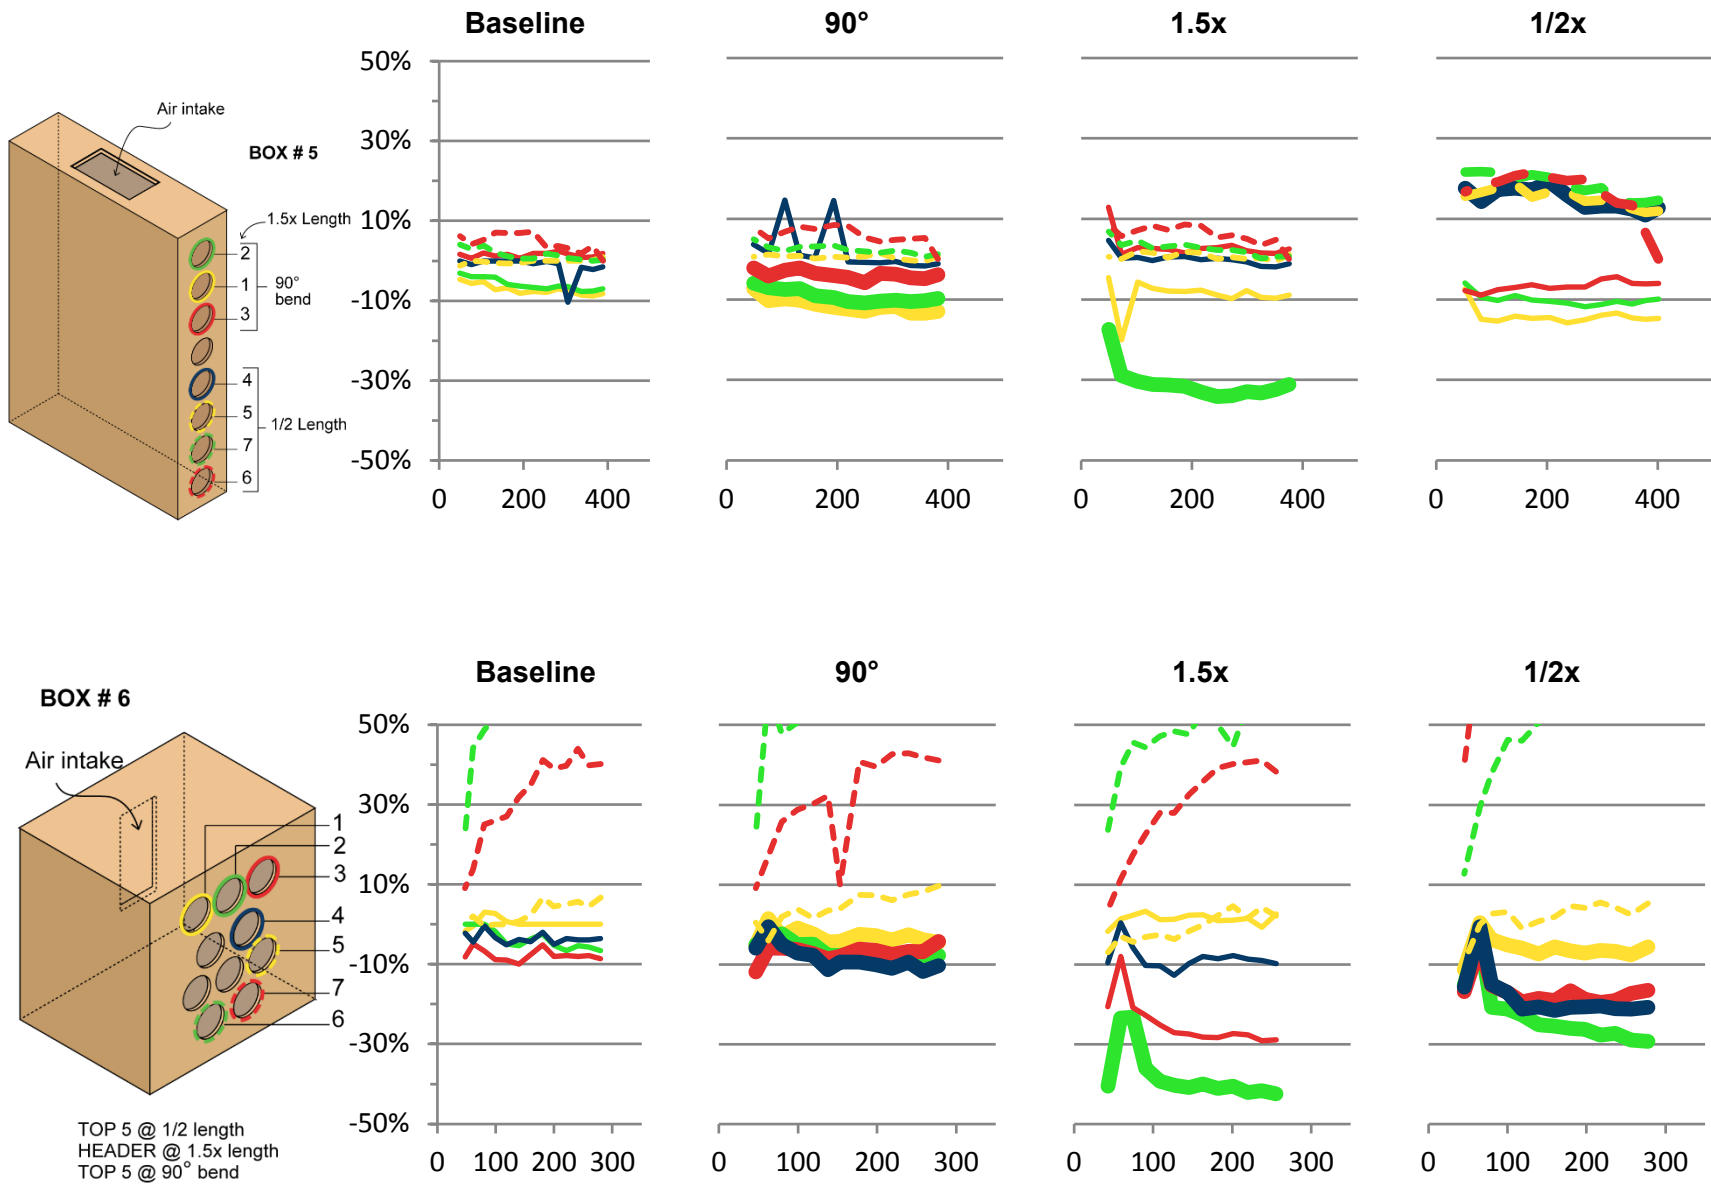 Baseline 90° 1.5x 1/2x
50%
30%
10%
-10%
-30%
-50%
0 200 400 0 200 400 0 200 400 0 200 400
Air intake
BOX # 5
1.5x Length
2
1
90°
bend
3
4
5
1/2 Length
7
6
Baseline 90° 1.5x 1/2x
50%
30%
10%
-10%
-30%
-50%
0 100 200 300 0 100 200 300 0 100 200 300 0 100 200 300
BOX # 6
Air intake
1
2
3
4
5
7
6
TOP 5 @ 1/2 length
HEADER @ 1.5x length
TOP 5 @ 90° bend